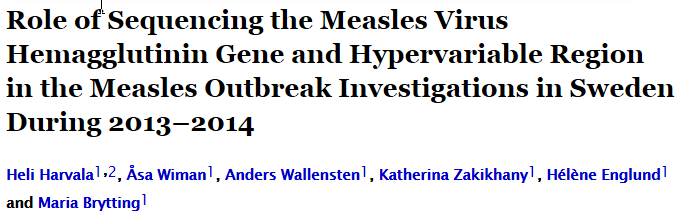 Role of Sequencing the Measles Virus
Hemagglutinin Gene and Hypervariable Region
in the Measles Outbreak Investigations in Sweden
During 2013–2014
Heli Harvala1,2, Åsa Wiman1, Anders Wallensten1, Katherina Zakikhany1, Hélène Englund1
and Maria Brytting1